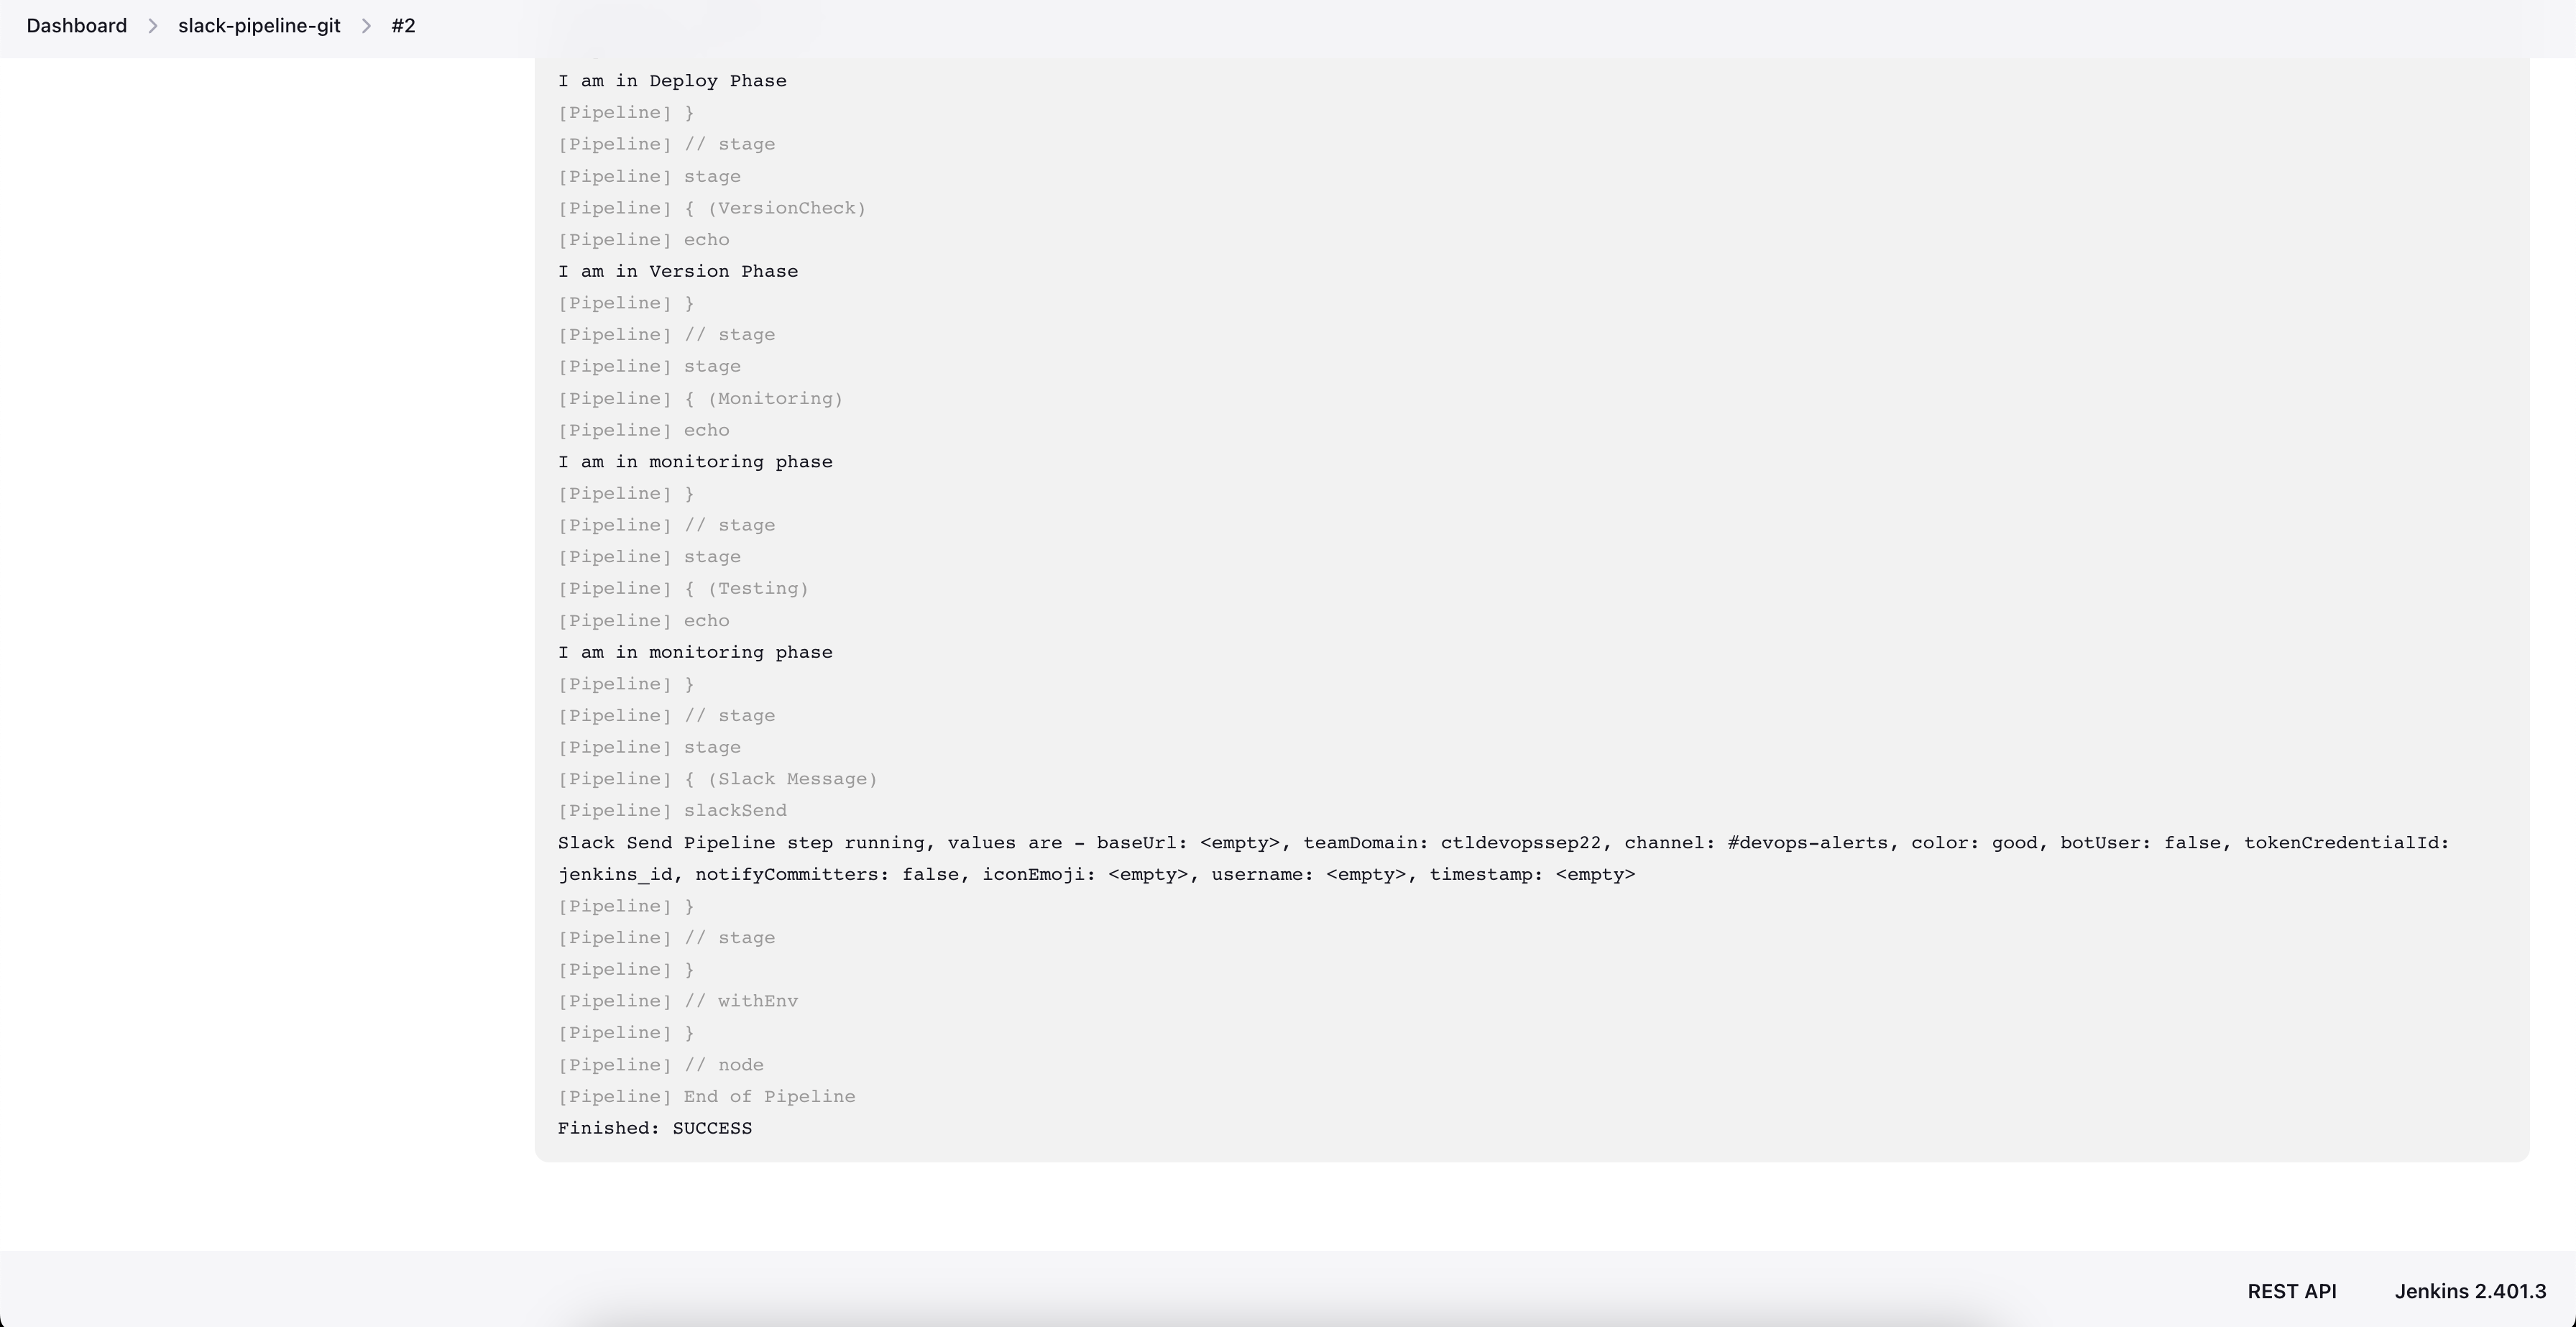 Dashboard > slack-pipeline-git > #2
I am in Deploy Phase
[Pipeline] }
[Pipeline] // stage
[Pipeline] stage
[Pipeline] { (VersionCheck)
[Pipeline] echo
I am in Version Phase
[Pipeline] }
[Pipeline] // stage
[Pipeline] stage
[Pipeline] { (Monitoring)
[Pipeline] echo
I am in monitoring phase
[Pipeline] }
[Pipeline] // stage
[Pipeline] stage
[Pipeline] { (Testing)
[Pipeline] echo
I am in monitoring phase
[Pipeline] }
[Pipeline] // stage
[Pipeline] stage
[Pipeline] { (Slack Message)
[Pipeline] slackSend
Slack Send Pipeline step running, values are - baseUrl: <empty>, teamDomain: ctldevopssep22, channel: #devops-alerts, color: good, botUser: false, tokenCredentialId:
jenkins_id, notifyCommitters: false, iconEmoji: <empty>, username: <empty>, timestamp: <empty>
[Pipeline] }
[Pipeline] // stage
[Pipeline] }
[Pipeline] // withEnv
[Pipeline] }
[Pipeline] // node
[Pipeline] End of Pipeline
Finished: SUCCESS
REST API Jenkins 2.401.3